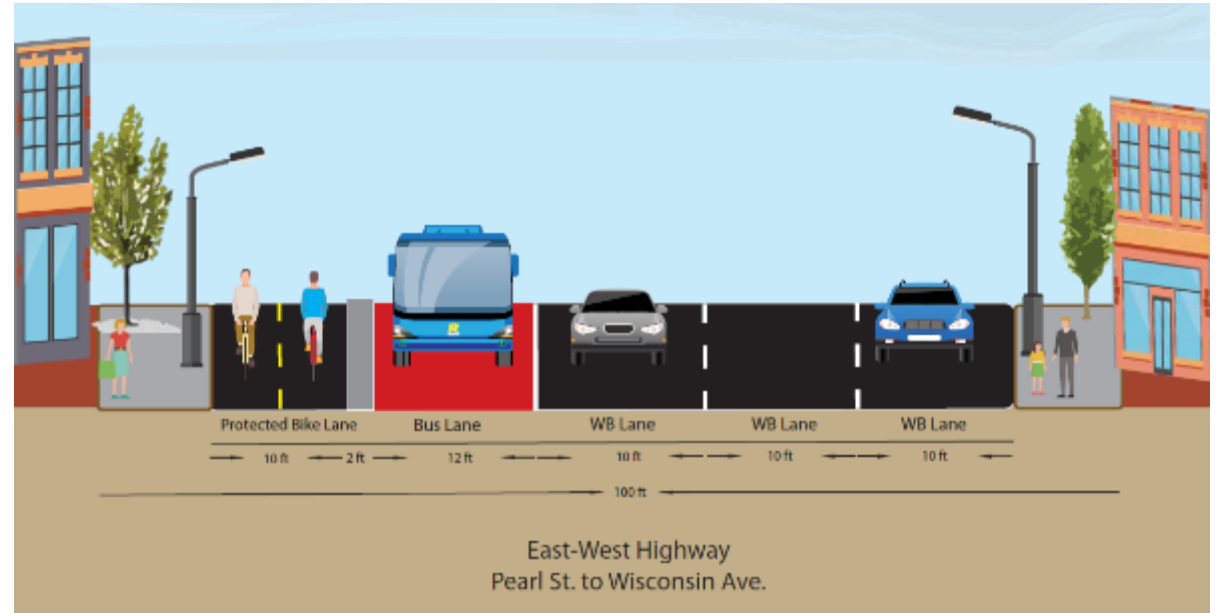 Protected Bike Lane Bus Lane WB Lane WB Lane WB Lane
10 ft 2 ft 12 ft 10 ft 10 ft 10 ft
100 ft
East-West Highway
Pearl St. to Wisconsin Ave.